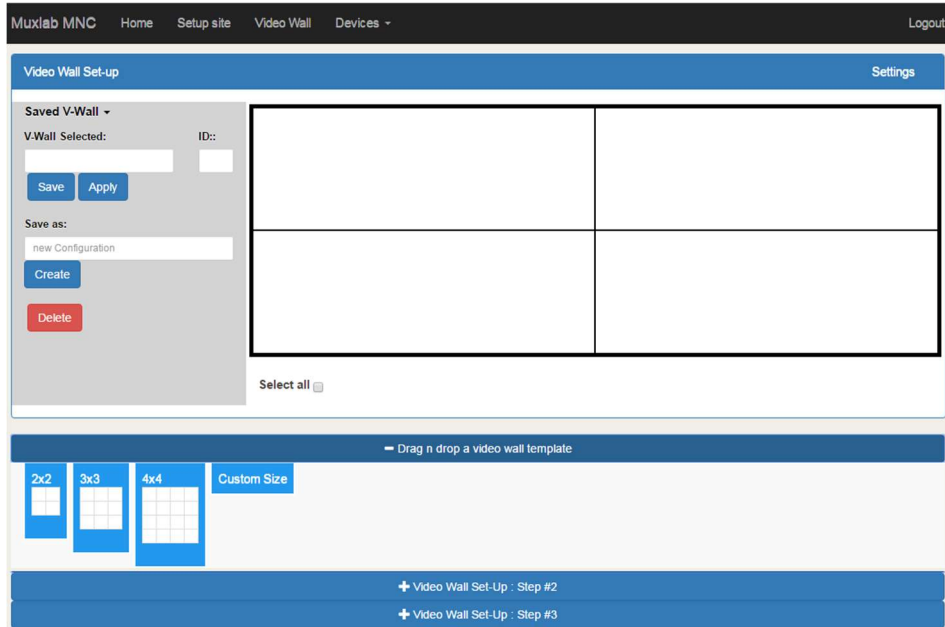 Muxlab MNC Home Setup site Video Wall Devices Logout
Video Wall Set-up Settings
Saved V-Wall
V-Wall Selected: ID::
Save Apply
Save as:
new Configuration
Create
Delete
Select all
Drag n drop a video wall template
2x2 3x3 4x4 Custom Size
Video Wall Set-Up : Step #2
Video Wall Set-Up : Step #3